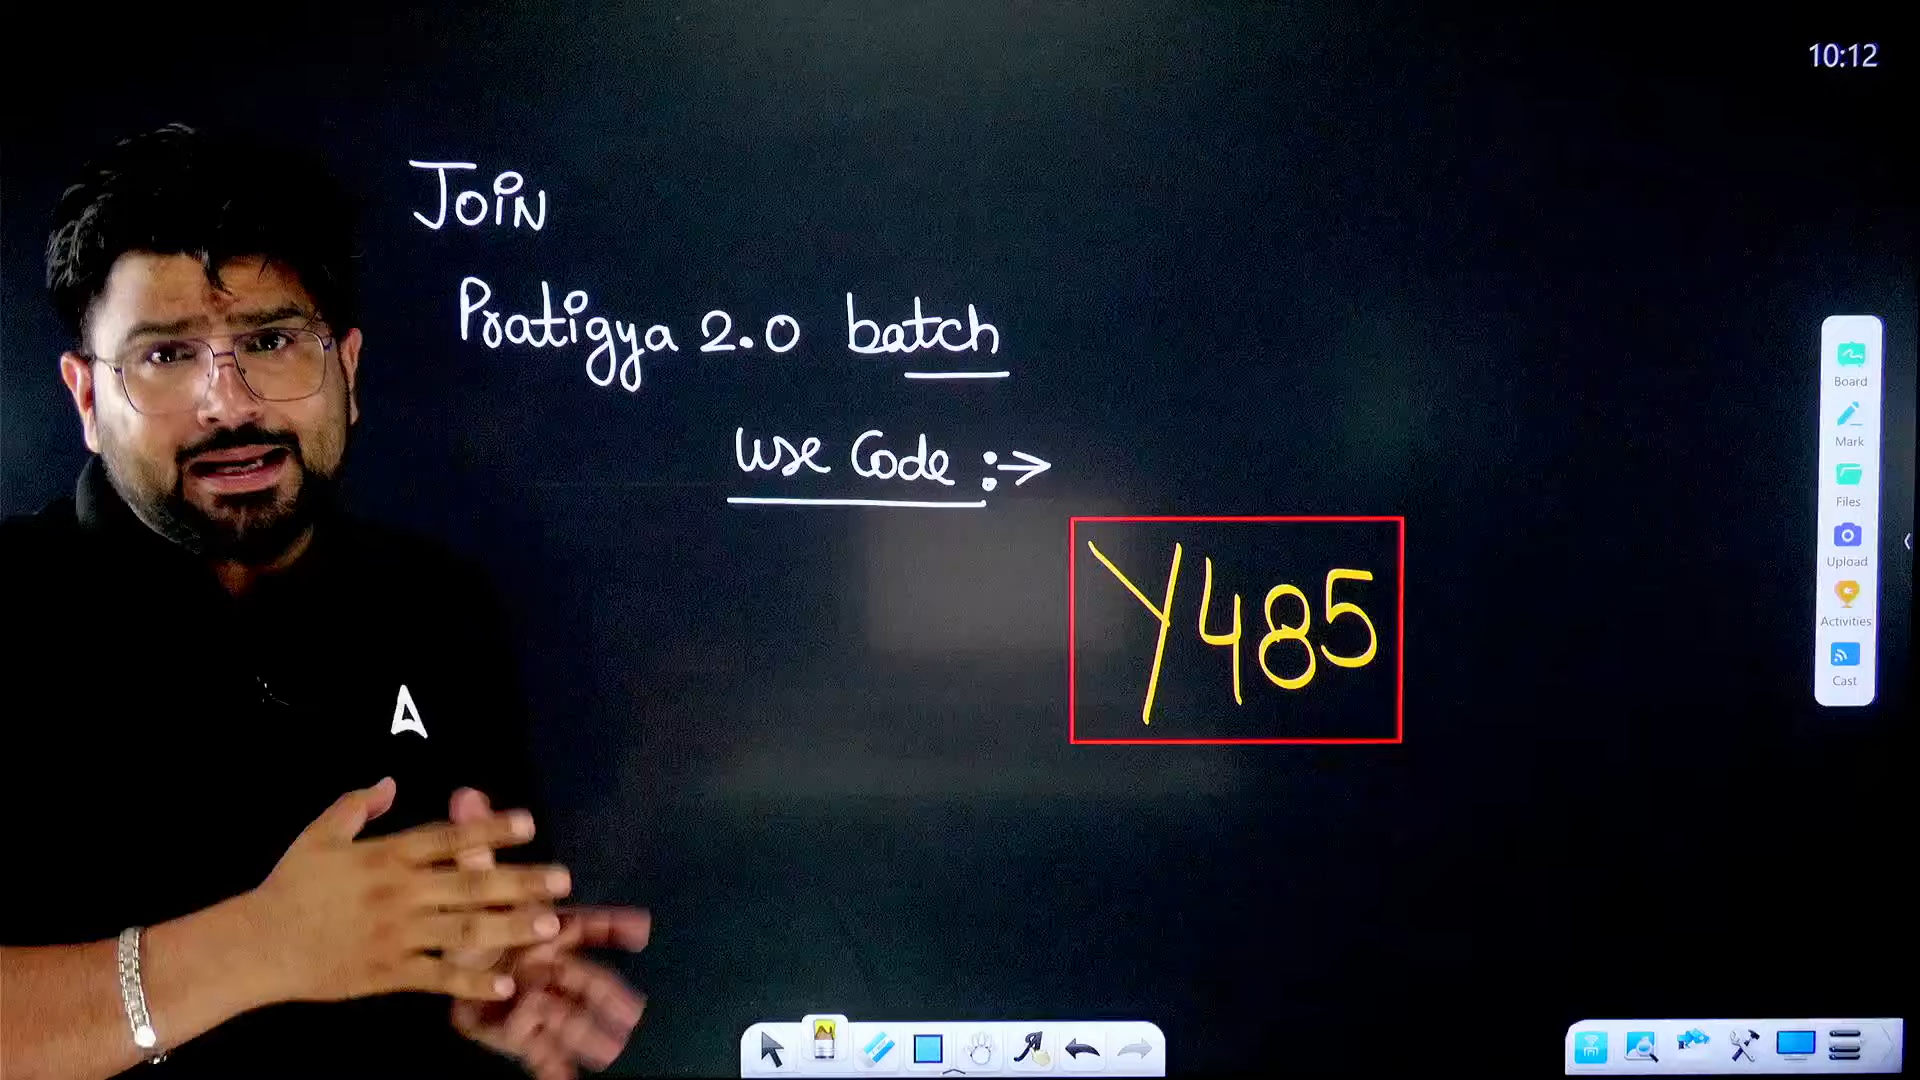 10:12
JOIN
Pratigya 2.0 batch
Use Code :→
Y485
Board
Mark
Files
Upload
Activities
Cast